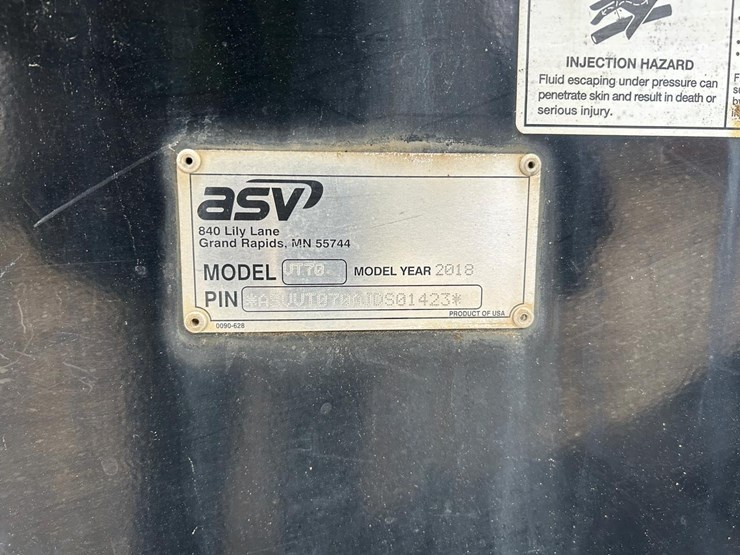 INJECTION HAZARD
Fluid escaping under pressure can
penetrate skin and result in death or
serious injury.
asv
840 Lily Lane
Grand Rapids, MN 55744
MODEL VT70. MODEL YEAR 2018
PIN
PRODUCT OF USA
0090-628